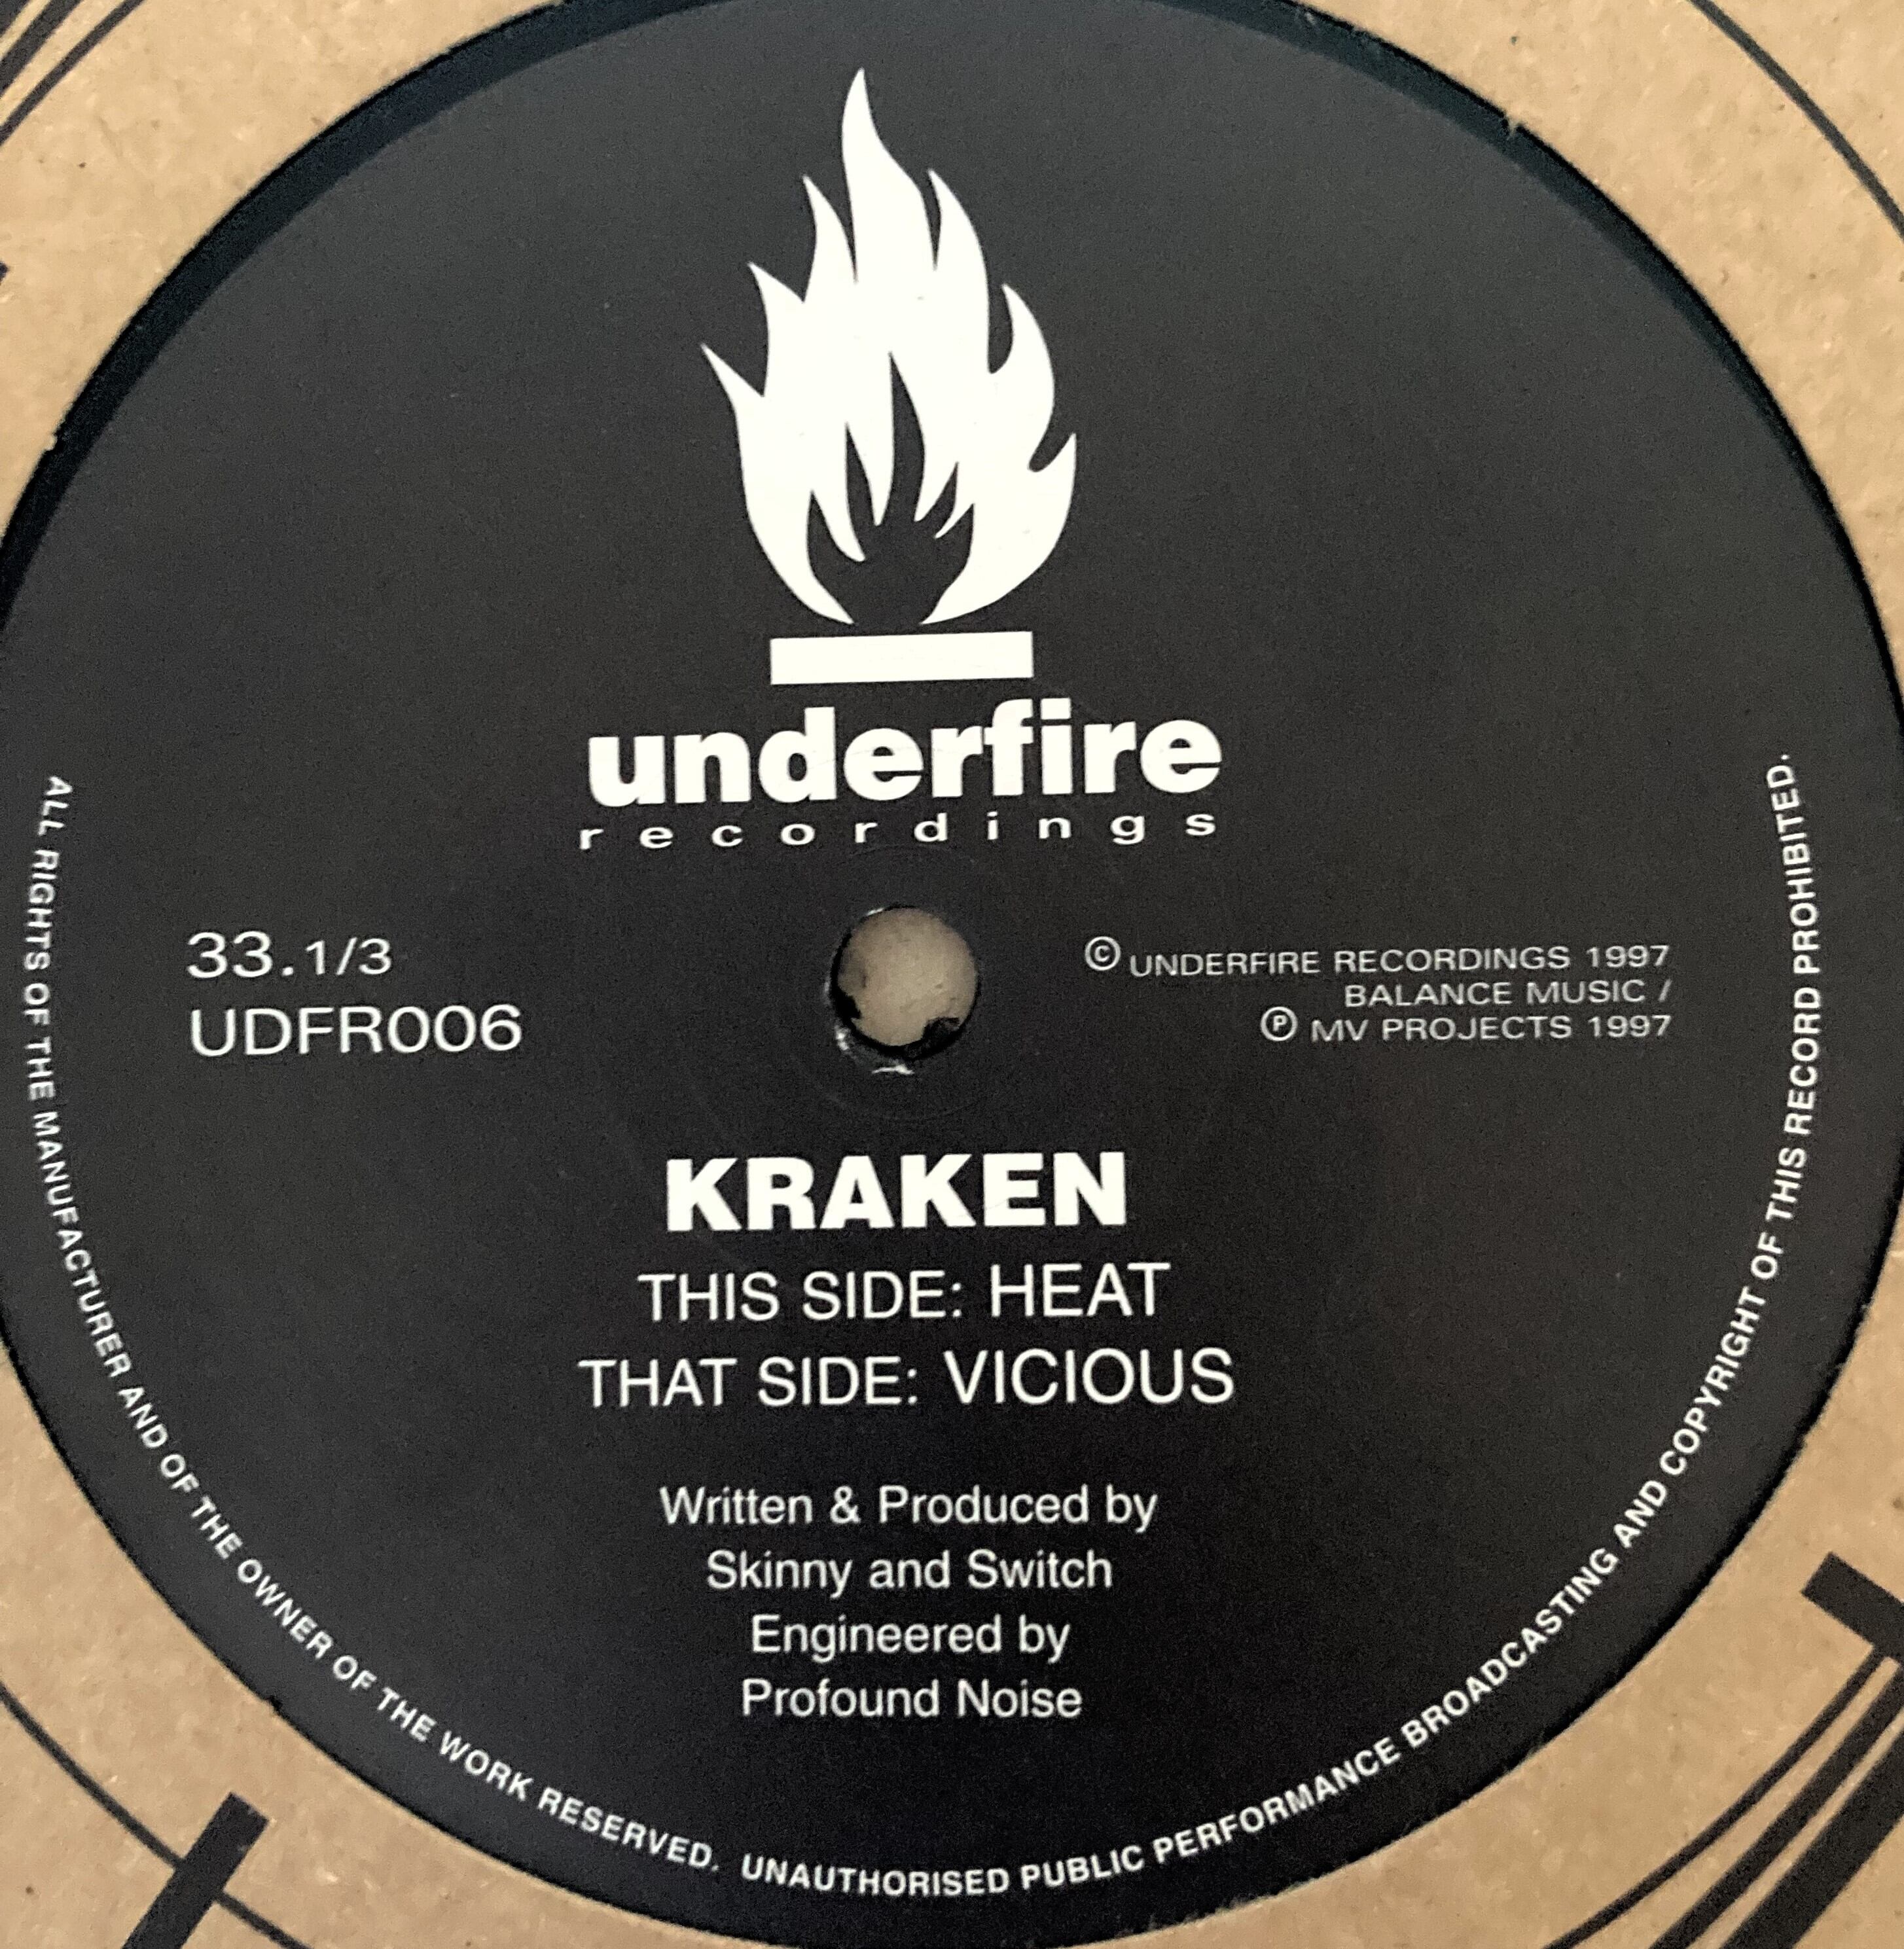 underfire
recordings
33.1/3
UDFR006
© UNDERFIRE RECORDINGS 1997
BALANCE MUSIC /
℗ MV PROJECTS 1997
KRAKEN
THIS SIDE: HEAT
THAT SIDE: VICIOUS
Written & Produced by
Skinny and Switch
Engineered by
Profound Noise
ALL RIGHTS OF THE MANUFACTURER AND OF THE OWNER OF THE WORK RESERVED. UNAUTHORISED PUBLIC PERFORMANCE BROADCASTING AND COPYRIGHT OF THIS RECORD PROHIBITED.